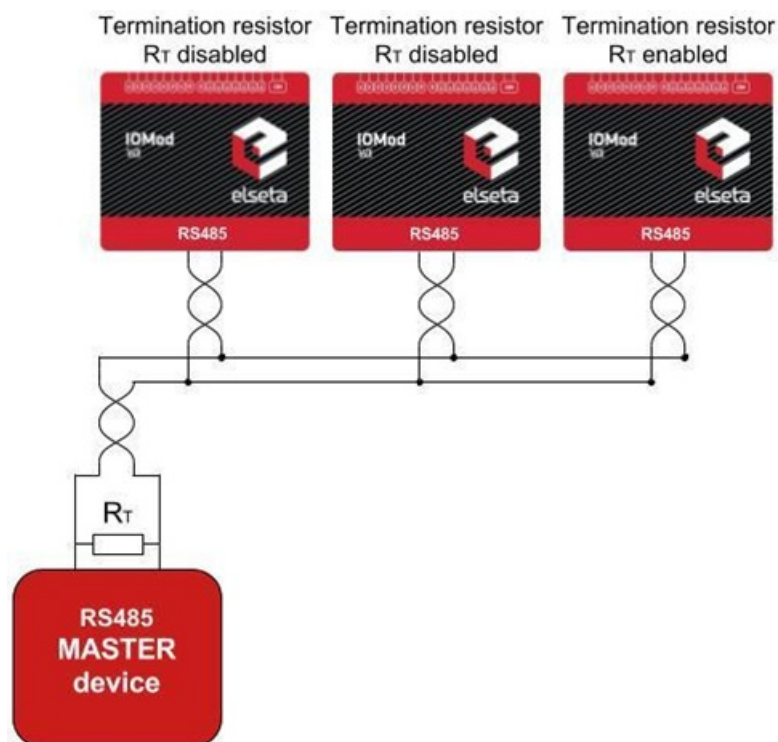 Termination resistor
RT disabled
Termination resistor
RT disabled
Termination resistor
RT enabled
IOMod
elseta
RS485
IOMod
elseta
RS485
IOMod
elseta
RS485
RT
RS485
MASTER
device